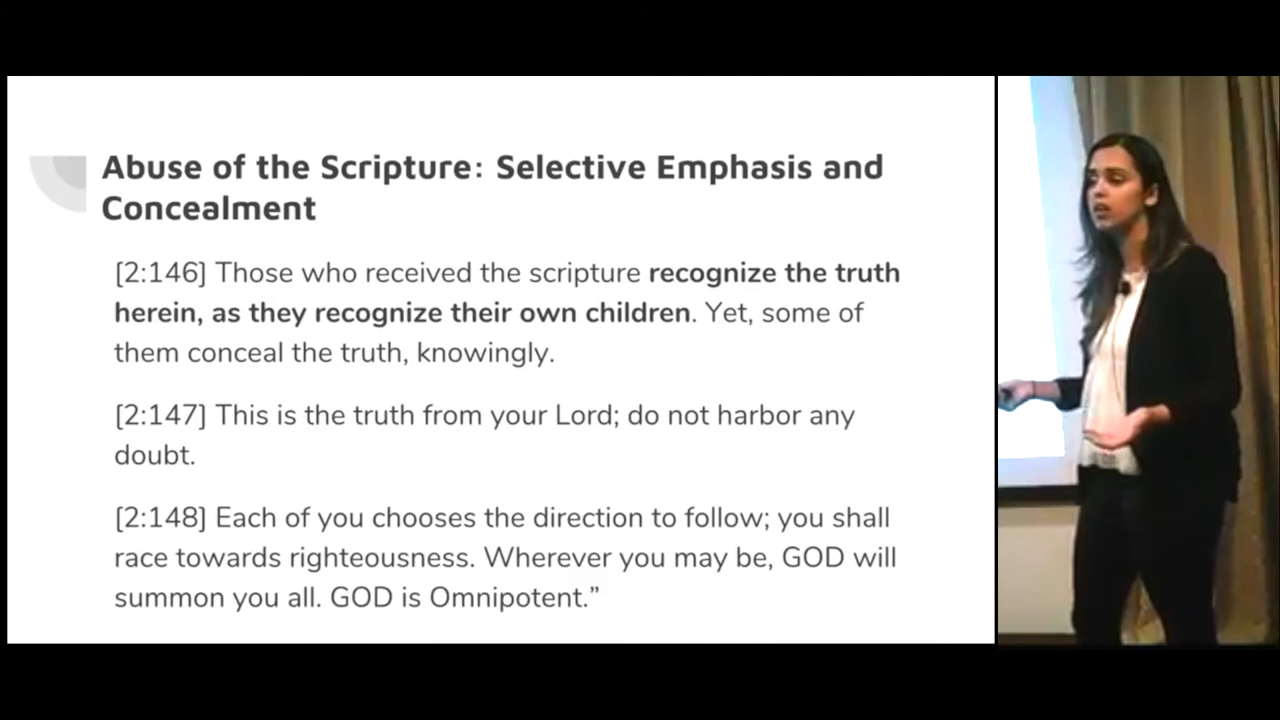 Abuse of the Scripture: Selective Emphasis and
Concealment
[2:146] Those who received the scripture recognize the truth
herein, as they recognize their own children. Yet, some of
them conceal the truth, knowingly.
[2:147] This is the truth from your Lord; do not harbor any
doubt.
[2:148] Each of you chooses the direction to follow; you shall
race towards righteousness. Wherever you may be, GOD will
summon you all. GOD is Omnipotent.”